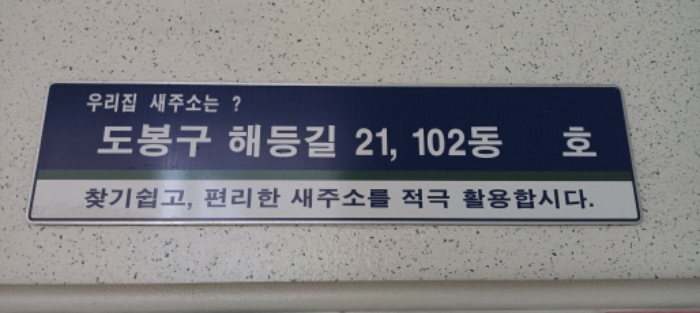 우리집 새주소는 ?
도봉구 해등길 21, 102동 호
찾기쉽고, 편리한 새주소를 적극 활용합시다.